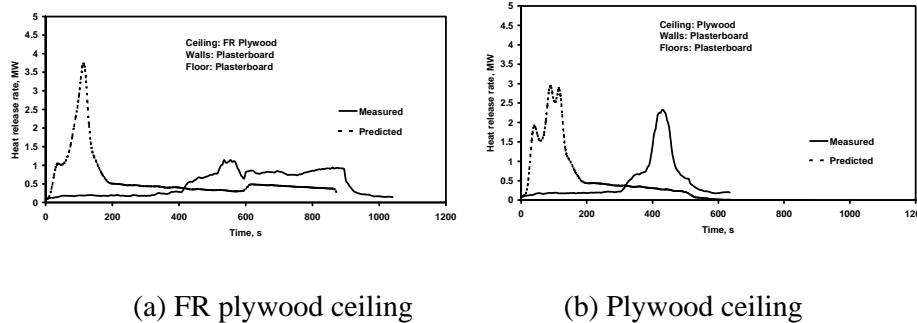 5
4.5
4
3.5
3
2.5
2
1.5
1
0.5
0
Heat release rate, MW
Ceiling: FR Plywood
Walls: Plasterboard
Floor: Plasterboard
Measured
Predicted
0 200 400 600 800 1000 1200
Time, s
(a) FR plywood ceiling
5
4.5
4
3.5
3
2.5
2
1.5
1
0.5
0
Heat release rate, MW
Ceiling: Plywood
Walls: Plasterboard
Floors: Plasterboard
Measured
Predicted
0 200 400 600 800 1000 120
Time, s
(b) Plywood ceiling